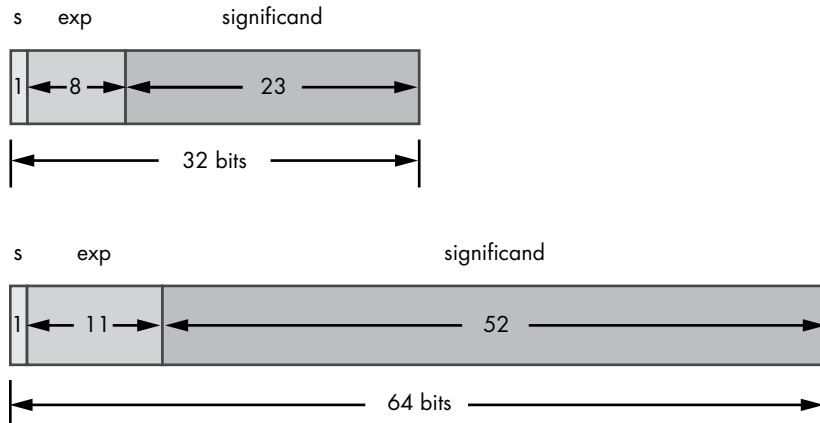 s exp significand
1 8 23
32 bits
s exp significand
1 11 52
64 bits